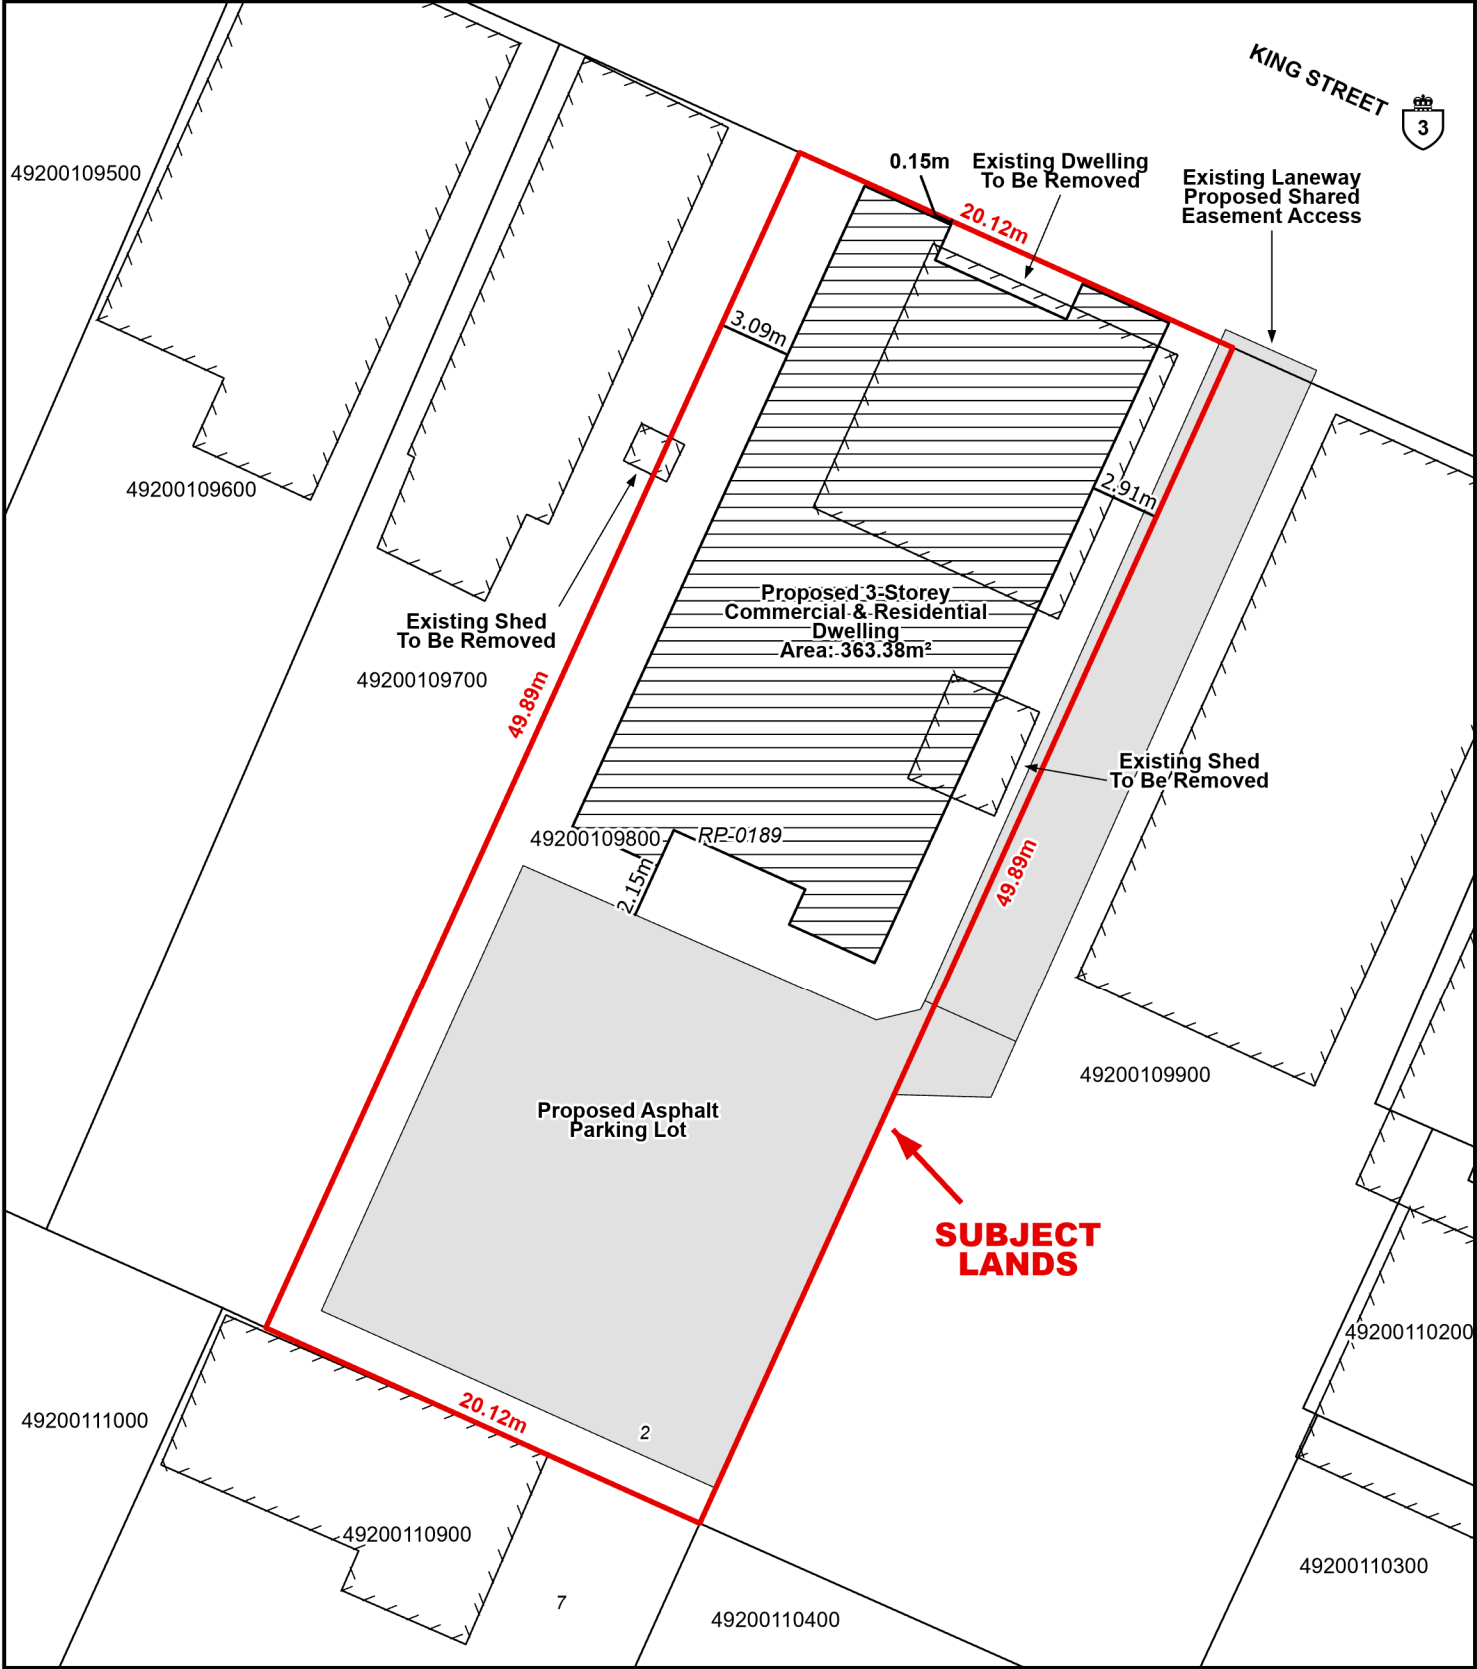 KING STREET
3
0.15m
Existing Dwelling
To Be Removed
Existing Laneway
Proposed Shared
Easement Access
49200109500
20.12m
3.09m
49200109600
2.91m
Existing Shed
To Be Removed
Proposed 3-Storey
Commercial & Residential
Dwelling
Area: 363.38m²
49200109700
49.89m
Existing Shed
To Be Removed
49200109800
RP-0189
2.15m
49.89m
49200109900
Proposed Asphalt
Parking Lot
SUBJECT
LANDS
49200110200
49200111000
20.12m
2
49200110900
49200110300
7
49200110400